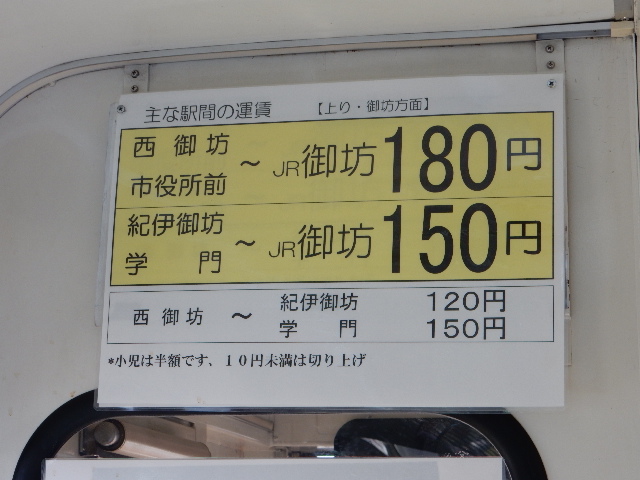 主な駅間の運賃 【上り・御坊方面】
西御坊
市役所前 ～ JR御坊 180円
紀伊御坊
学門 ～ JR御坊 150円
西御坊 ～ 紀伊御坊 120円
学門 150円
*小児は半額です、１０円未満は切り上げ